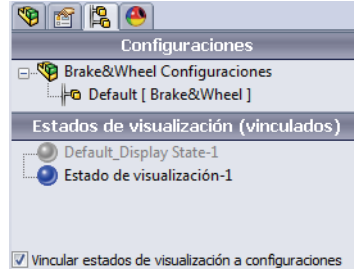 Configuraciones
Brake&Wheel Configuraciones
Default [ Brake&Wheel ]
Estados de visualización (vinculados)
Default_Display State-1
Estado de visualización-1
Vincular estados de visualización a configuraciones